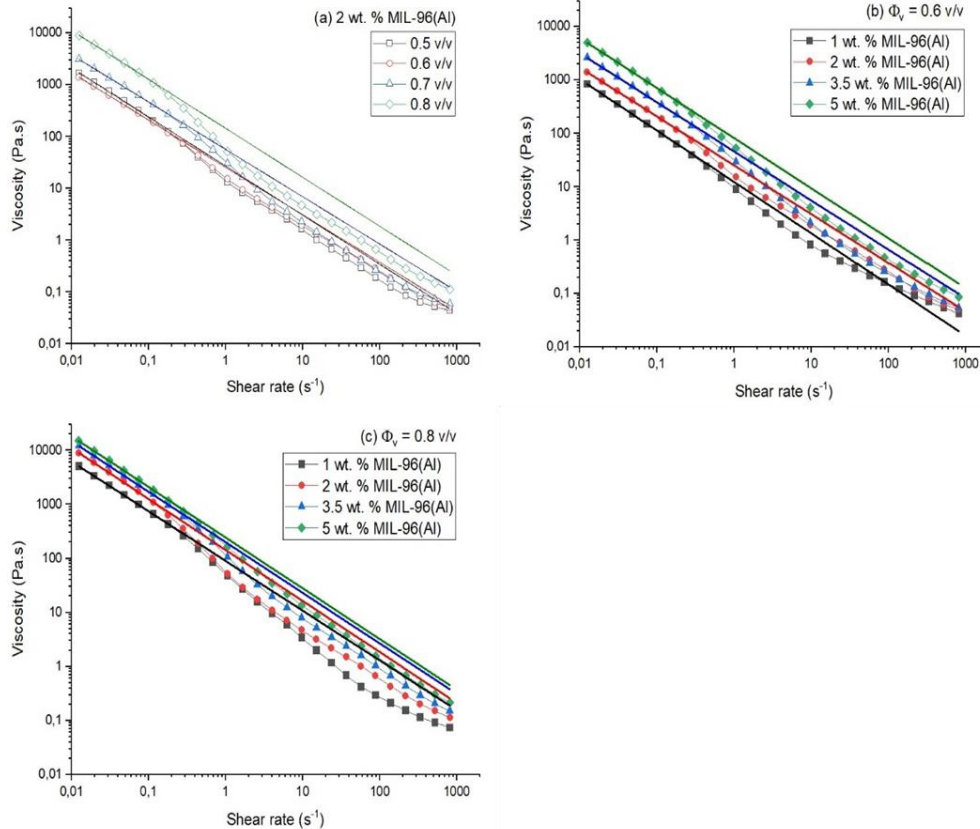 (a) 2 wt. % MIL-96(Al)
0.5 v/v
0.6 v/v
0.7 v/v
0.8 v/v
Viscosity (Pa.s)
10000
1000
100
10
1
0,1
0,01
0,01 0,1 1 10 100 1000
Shear rate (s⁻¹)
(b) Φv = 0.6 v/v
1 wt. % MIL-96(Al)
2 wt. % MIL-96(Al)
3.5 wt. % MIL-96(Al)
5 wt. % MIL-96(Al)
Viscosity (Pa.s)
10000
1000
100
10
1
0,1
0,01
0,01 0,1 1 10 100 1000
Shear rate (s⁻¹)
(c) Φv = 0.8 v/v
1 wt. % MIL-96(Al)
2 wt. % MIL-96(Al)
3.5 wt. % MIL-96(Al)
5 wt. % MIL-96(Al)
Viscosity (Pa.s)
10000
1000
100
10
1
0,1
0,01
0,01 0,1 1 10 100 1000
Shear rate (s⁻¹)